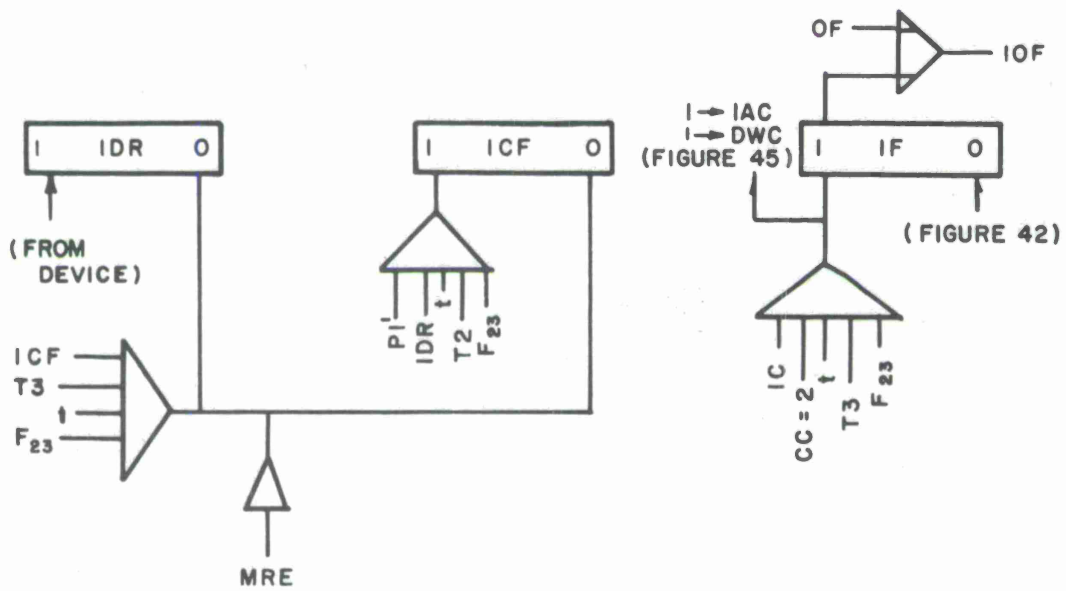 OF
IOF
1 → IAC
1 → DWC
(FIGURE 45)
1 IDR 0
1 ICF 0
1 IF 0
(FROM
DEVICE)
(FIGURE 42)
P1'
IDR
t
T2
F23
ICF
T3
t
F23
IC
CC = 2
t
T3
F23
MRE